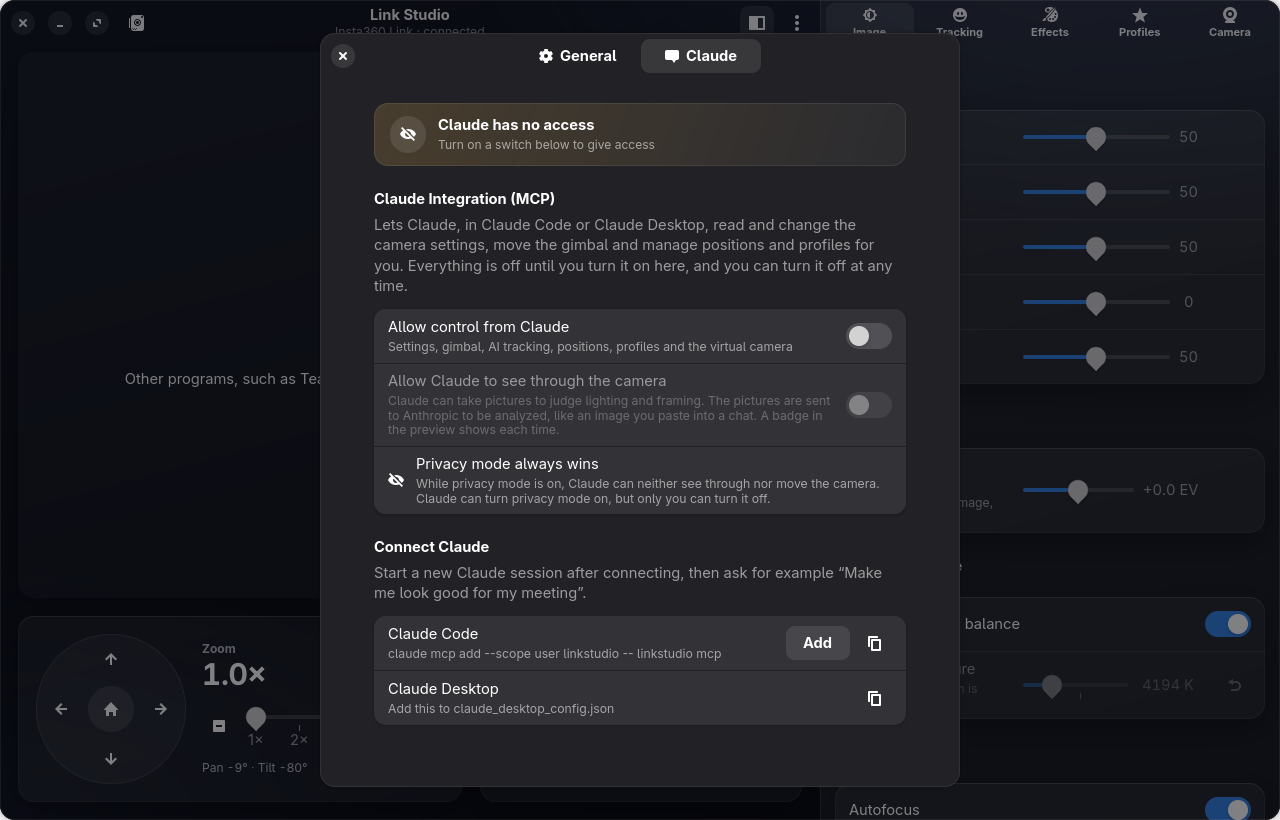 Link Studio
Insta360 Link · connected
Image
Tracking
Effects
Profiles
Camera
General
Claude
Claude has no access
Turn on a switch below to give access
Claude Integration (MCP)
Lets Claude, in Claude Code or Claude Desktop, read and change the
camera settings, move the gimbal and manage positions and profiles for
you. Everything is off until you turn it on here, and you can turn it off at any
time.
Allow control from Claude
Settings, gimbal, AI tracking, positions, profiles and the virtual camera
Allow Claude to see through the camera
Claude can take pictures to judge lighting and framing. The pictures are sent
to Anthropic to be analyzed, like an image you paste into a chat. A badge in
the preview shows each time.
Privacy mode always wins
While privacy mode is on, Claude can neither see through nor move the camera.
Claude can turn privacy mode on, but only you can turn it off.
Connect Claude
Start a new Claude session after connecting, then ask for example “Make
me look good for my meeting”.
Claude Code
claude mcp add --scope user linkstudio -- linkstudio mcp
Add
Claude Desktop
Add this to claude_desktop_config.json
Other programs, such as
Zoom
1.0×
1×
2×
Pan -9° · Tilt -80°
50
50
50
0
50
+0.0 EV
balance
4194 K
Autofocus